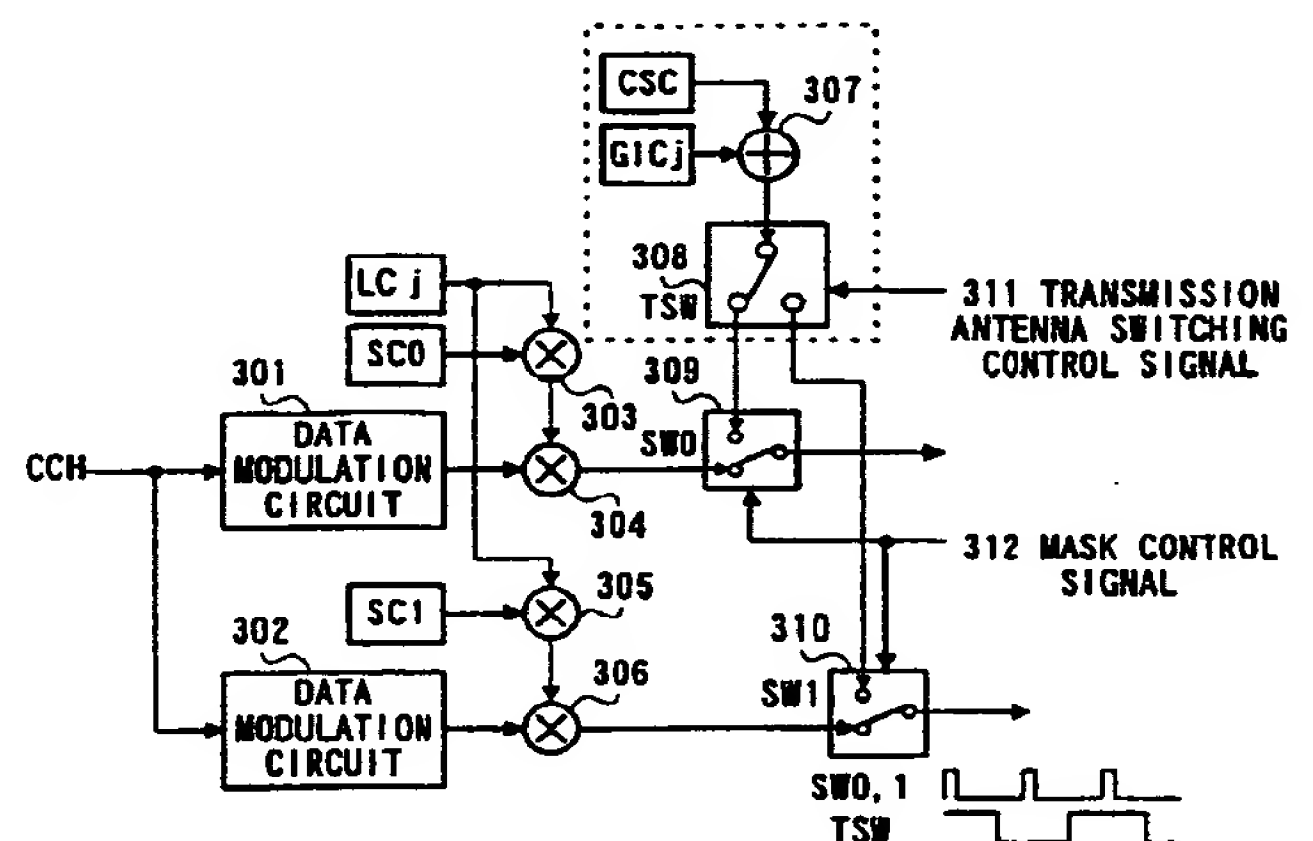 CSC
307
GICj
308
TSW
311 TRANSMISSION
ANTENNA SWITCHING
CONTROL SIGNAL
LC j
SC0
303
309
SW0
301
DATA
MODULATION
CIRCUIT
CCH
304
312 MASK CONTROL
SIGNAL
SC1
305
310
SW1
302
DATA
MODULATION
CIRCUIT
306
SW0, 1
TSW